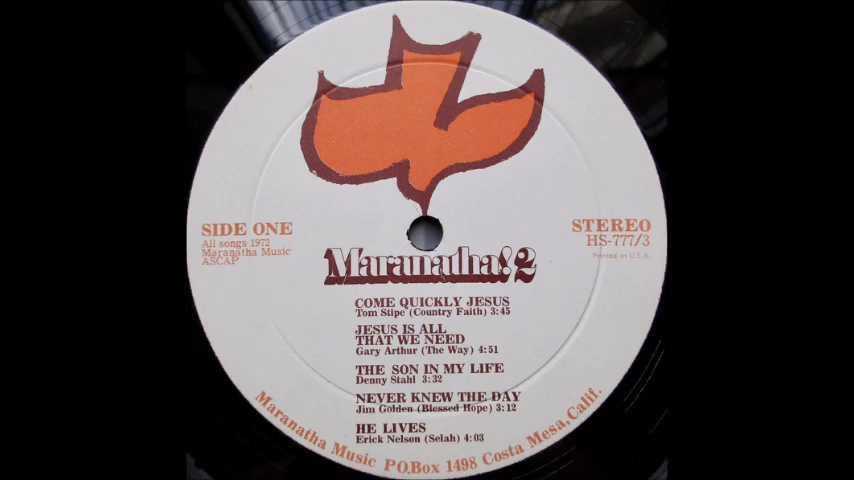 SIDE ONE
All songs 1972
Maranatha Music
ASCAP
STEREO
HS-777/3
Printed in U.S.A.
Maranatha! 2
COME QUICKLY JESUS
Tom Stipe (Country Faith) 3:45
JESUS IS ALL
THAT WE NEED
Gary Arthur (The Way) 4:51
THE SON IN MY LIFE
Denny Stahl 3:32
NEVER KNEW THE DAY
Jim Golden (Blessed Hope) 3:12
HE LIVES
Erick Nelson (Selah) 4:03
Maranatha Music P.O. Box 1498 Costa Mesa, Calif.